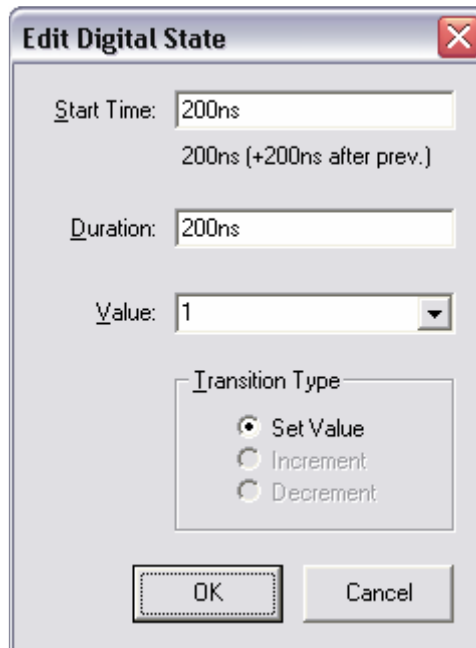 Edit Digital State
Start Time: 200ns
200ns (+200ns after prev.)
Duration: 200ns
Value: 1
Transition Type
Set Value
Increment
Decrement
OK Cancel